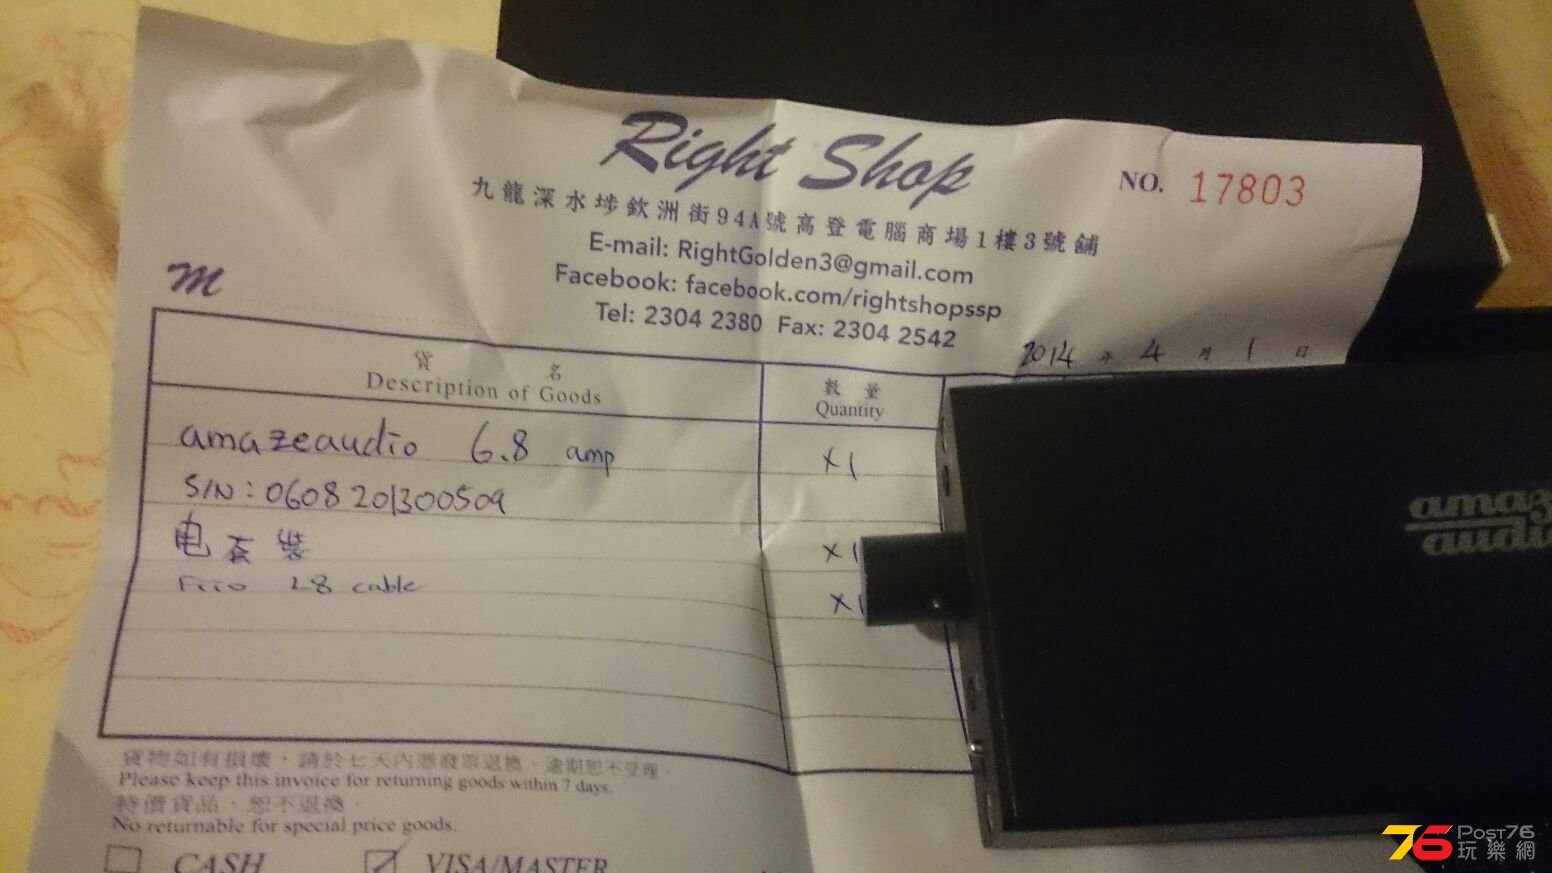 Right Shop
NO. 17803
九龍深水埗欽洲街94A號高登電腦商場1樓3號舖
E-mail: RightGolden3@gmail.com
Facebook: facebook.com/rightshopssp
Tel: 2304 2380 Fax: 2304 2542
M
2014年4月1日
貨名 數量
Description of Goods Quantity
amazeaudio 6.8 amp X1
S/N: 0608201300509
电 袋 X1
Fiio L8 cable X1
貨物如有損壞，請於七天內憑發票退換，逾期恕不受理。
Please keep this invoice for returning goods within 7 days.
特價貨品，恕不退換。
No returnable for special price goods.
CASH VISA/MASTER
amaz
audio
76 POST76
玩樂網